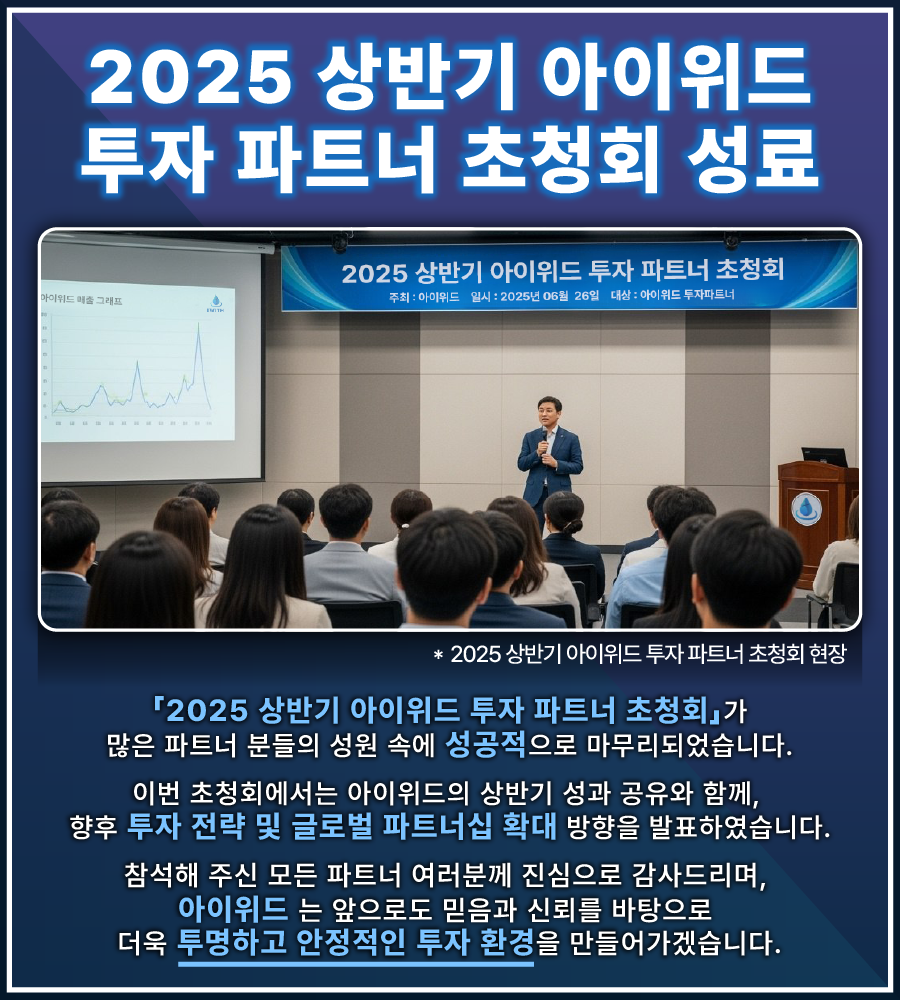 2025 상반기 아이위드
투자 파트너 초청회 성료
2025 상반기 아이위드 투자 파트너 초청회
주최 : 아이위드 일시 : 2025년 06월 26일 대상 : 아이위드 투자파트너
아이위드 매출 그래프
* 2025 상반기 아이위드 투자 파트너 초청회 현장
「2025 상반기 아이위드 투자 파트너 초청회」가
많은 파트너 분들의 성원 속에 성공적으로 마무리되었습니다.
이번 초청회에서는 아이위드의 상반기 성과 공유와 함께,
향후 투자 전략 및 글로벌 파트너십 확대 방향을 발표하였습니다.
참석해 주신 모든 파트너 여러분께 진심으로 감사드리며,
아이위드 는 앞으로도 믿음과 신뢰를 바탕으로
더욱 투명하고 안정적인 투자 환경을 만들어가겠습니다.